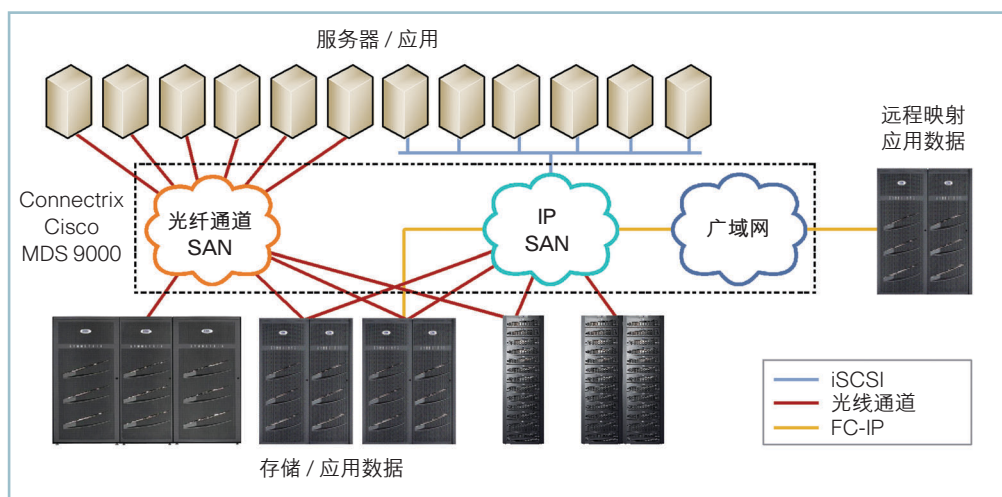 服务器 / 应用
远程映射
应用数据
Connectrix
Cisco
MDS 9000
光纤通道
SAN
IP
SAN
广域网
iSCSI
光线通道
FC-IP
存储 / 应用数据